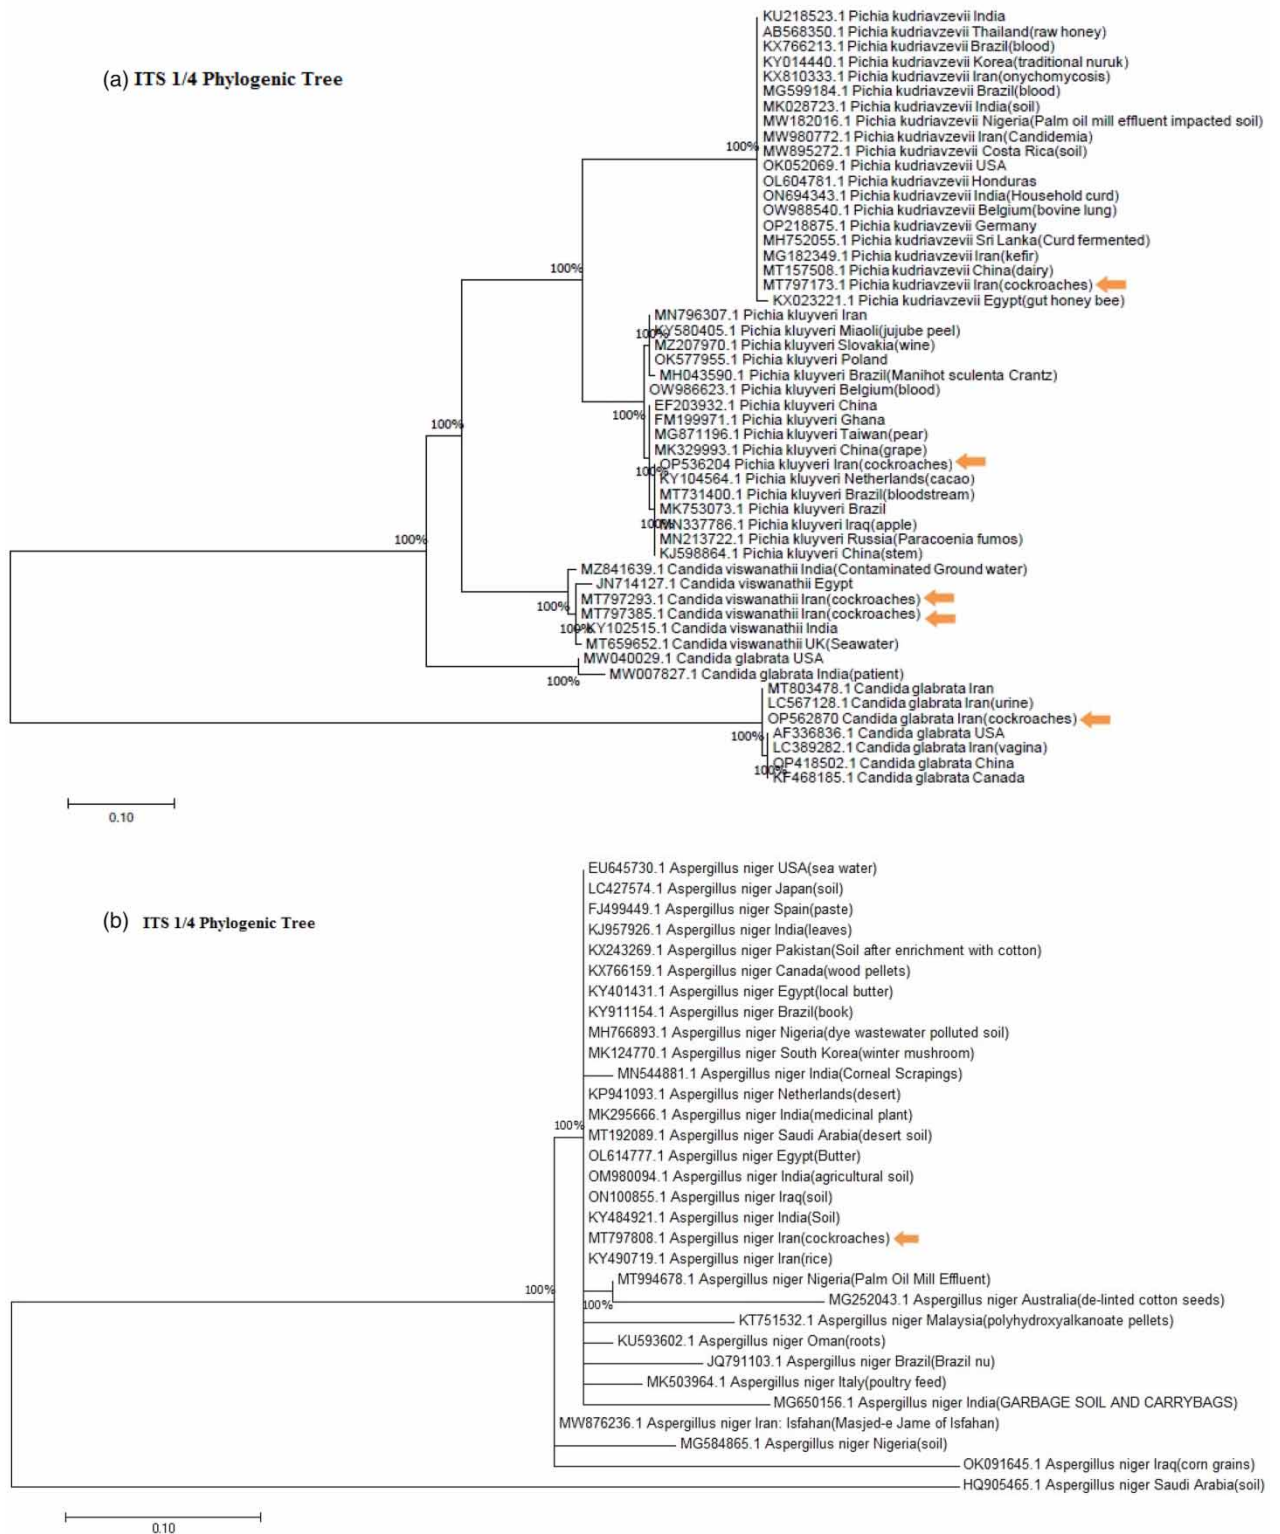 (a) ITS 1/4 Phylogenic Tree
KU218523.1 Pichia kudriavzevii India
AB568350.1 Pichia kudriavzevii Thailand(raw honey)
KX766213.1 Pichia kudriavzevii Brazil(blood)
KY014440.1 Pichia kudriavzevii Korea(traditional nuruk)
KX810333.1 Pichia kudriavzevii Iran(onychomycosis)
MG599184.1 Pichia kudriavzevii Brazil(blood)
MK028723.1 Pichia kudriavzevii India(soil)
MW182016.1 Pichia kudriavzevii Nigeria(Palm oil mill effluent impacted soil)
MW980772.1 Pichia kudriavzevii Iran(Candidemia)
100% MW895272.1 Pichia kudriavzevii Costa Rica(soil)
OK052069.1 Pichia kudriavzevii USA
OL604781.1 Pichia kudriavzevii Honduras
ON694343.1 Pichia kudriavzevii India(Household curd)
OW988540.1 Pichia kudriavzevii Belgium(bovine lung)
OP218875.1 Pichia kudriavzevii Germany
MH752055.1 Pichia kudriavzevii Sri Lanka(Curd fermented)
MG182349.1 Pichia kudriavzevii Iran(kefir)
100% MT157508.1 Pichia kudriavzevii China(dairy)
MT797173.1 Pichia kudriavzevii Iran(cockroaches)
KX023221.1 Pichia kudriavzevii Egypt(gut honey bee)
MN796307.1 Pichia kluyveri Iran
100% KY580405.1 Pichia kluyveri Miaoli(jujube peel)
MZ207970.1 Pichia kluyveri Slovakia(wine)
OK577955.1 Pichia kluyveri Poland
MH043590.1 Pichia kluyveri Brazil(Manihot sculenta Crantz)
OW986623.1 Pichia kluyveri Belgium(blood)
EF203932.1 Pichia kluyveri China
100% FM199971.1 Pichia kluyveri Ghana
100% MG871196.1 Pichia kluyveri Taiwan(pear)
MK329993.1 Pichia kluyveri China(grape)
100% OP536204 Pichia kluyveri Iran(cockroaches)
KY104564.1 Pichia kluyveri Netherlands(cacao)
MT731400.1 Pichia kluyveri Brazil(bloodstream)
MK753073.1 Pichia kluyveri Brazil
100% MN337786.1 Pichia kluyveri Iraq(apple)
100% MN213722.1 Pichia kluyveri Russia(Paracoenia fumos)
KJ598864.1 Pichia kluyveri China(stem)
MZ841639.1 Candida viswanathii India(Contaminated Ground water)
JN714127.1 Candida viswanathii Egypt
100% MT797293.1 Candida viswanathii Iran(cockroaches)
MT797385.1 Candida viswanathii Iran(cockroaches)
100% KY102515.1 Candida viswanathii India
MT659652.1 Candida viswanathii UK(Seawater)
MW040029.1 Candida glabrata USA
100% MW007827.1 Candida glabrata India(patient)
MT803478.1 Candida glabrata Iran
LC567128.1 Candida glabrata Iran(urine)
OP562870 Candida glabrata Iran(cockroaches)
100% AF336836.1 Candida glabrata USA
LC389282.1 Candida glabrata Iran(vagina)
100% OP418502.1 Candida glabrata China
KF468185.1 Candida glabrata Canada
0.10
(b) ITS 1/4 Phylogenic Tree
EU645730.1 Aspergillus niger USA(sea water)
LC427574.1 Aspergillus niger Japan(soil)
FJ499449.1 Aspergillus niger Spain(paste)
KJ957926.1 Aspergillus niger India(leaves)
KX243269.1 Aspergillus niger Pakistan(Soil after enrichment with cotton)
KX766159.1 Aspergillus niger Canada(wood pellets)
KY401431.1 Aspergillus niger Egypt(local butter)
KY911154.1 Aspergillus niger Brazil(book)
MH766893.1 Aspergillus niger Nigeria(dye wastewater polluted soil)
MK124770.1 Aspergillus niger South Korea(winter mushroom)
MN544881.1 Aspergillus niger India(Corneal Scrapings)
KP941093.1 Aspergillus niger Netherlands(desert)
MK295666.1 Aspergillus niger India(medicinal plant)
100% MT192089.1 Aspergillus niger Saudi Arabia(desert soil)
OL614777.1 Aspergillus niger Egypt(Butter)
OM980094.1 Aspergillus niger India(agricultural soil)
ON100855.1 Aspergillus niger Iraq(soil)
KY484921.1 Aspergillus niger India(Soil)
MT797808.1 Aspergillus niger Iran(cockroaches)
KY490719.1 Aspergillus niger Iran(rice)
100% MT994678.1 Aspergillus niger Nigeria(Palm Oil Mill Effluent)
100% MG252043.1 Aspergillus niger Australia(de-linted cotton seeds)
KT751532.1 Aspergillus niger Malaysia(polyhydroxyalkanoate pellets)
KU593602.1 Aspergillus niger Oman(roots)
JQ791103.1 Aspergillus niger Brazil(Brazil nu)
MK503964.1 Aspergillus niger Italy(poultry feed)
MG650156.1 Aspergillus niger India(GARBAGE SOIL AND CARRYBAGS)
MW876236.1 Aspergillus niger Iran: Isfahan(Masjed-e Jame of Isfahan)
MG584865.1 Aspergillus niger Nigeria(soil)
OK091645.1 Aspergillus niger Iraq(corn grains)
HQ905465.1 Aspergillus niger Saudi Arabia(soil)
0.10